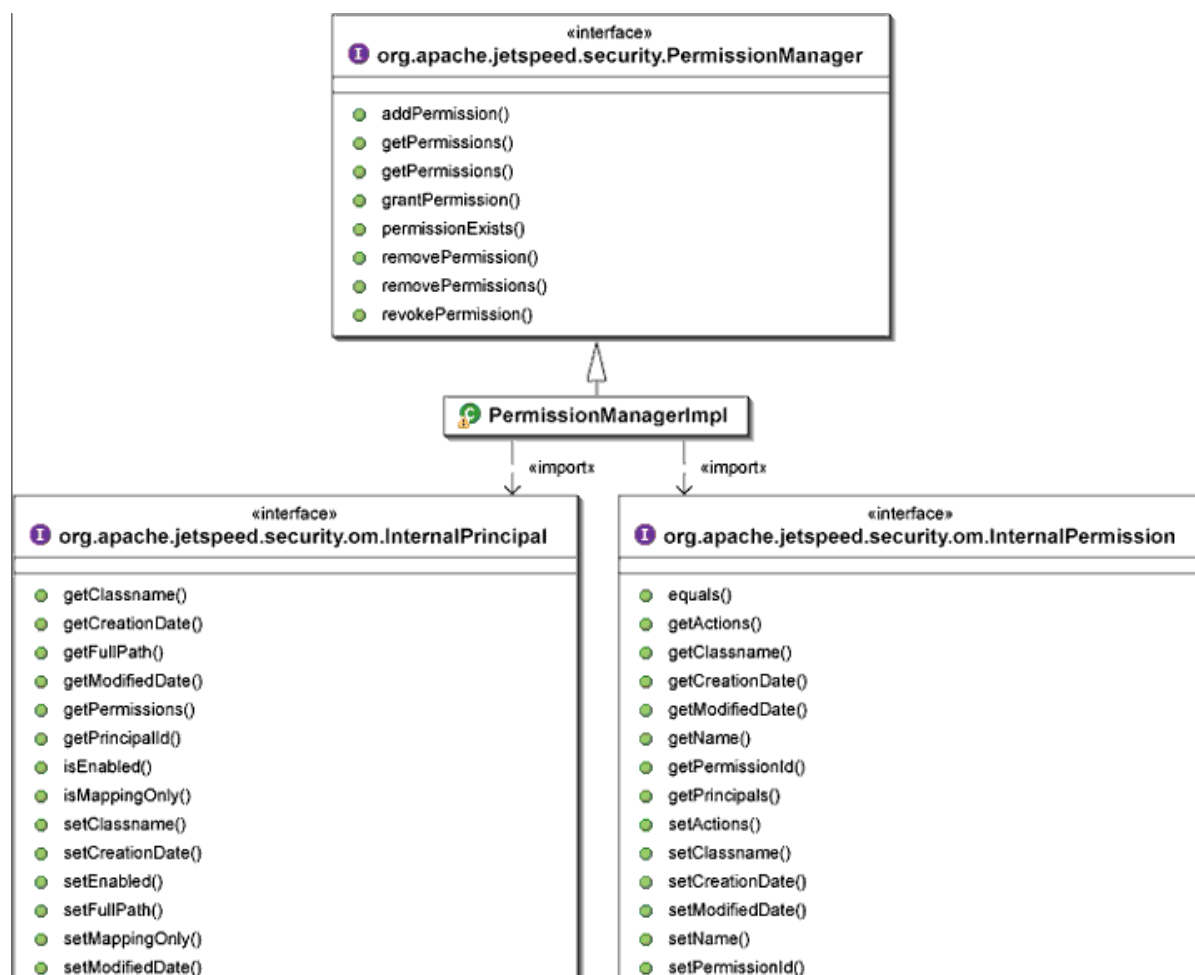 «interface»
I org.apache.jetspeed.security.PermissionManager
addPermission()
getPermissions()
getPermissions()
grantPermission()
permissionExists()
removePermission()
removePermissions()
revokePermission()
C PermissionManagerImpl
«import»
«import»
«interface»
I org.apache.jetspeed.security.om.InternalPrincipal
getClassname()
getCreationDate()
getFullPath()
getModifiedDate()
getPermissions()
getPrincipalId()
isEnabled()
isMappingOnly()
setClassname()
setCreationDate()
setEnabled()
setFullPath()
setMappingOnly()
setModifiedDate()
«interface»
I org.apache.jetspeed.security.om.InternalPermission
equals()
getActions()
getClassname()
getCreationDate()
getModifiedDate()
getName()
getPermissionId()
getPrincipals()
setActions()
setClassname()
setCreationDate()
setModifiedDate()
setName()
setPermissionId()